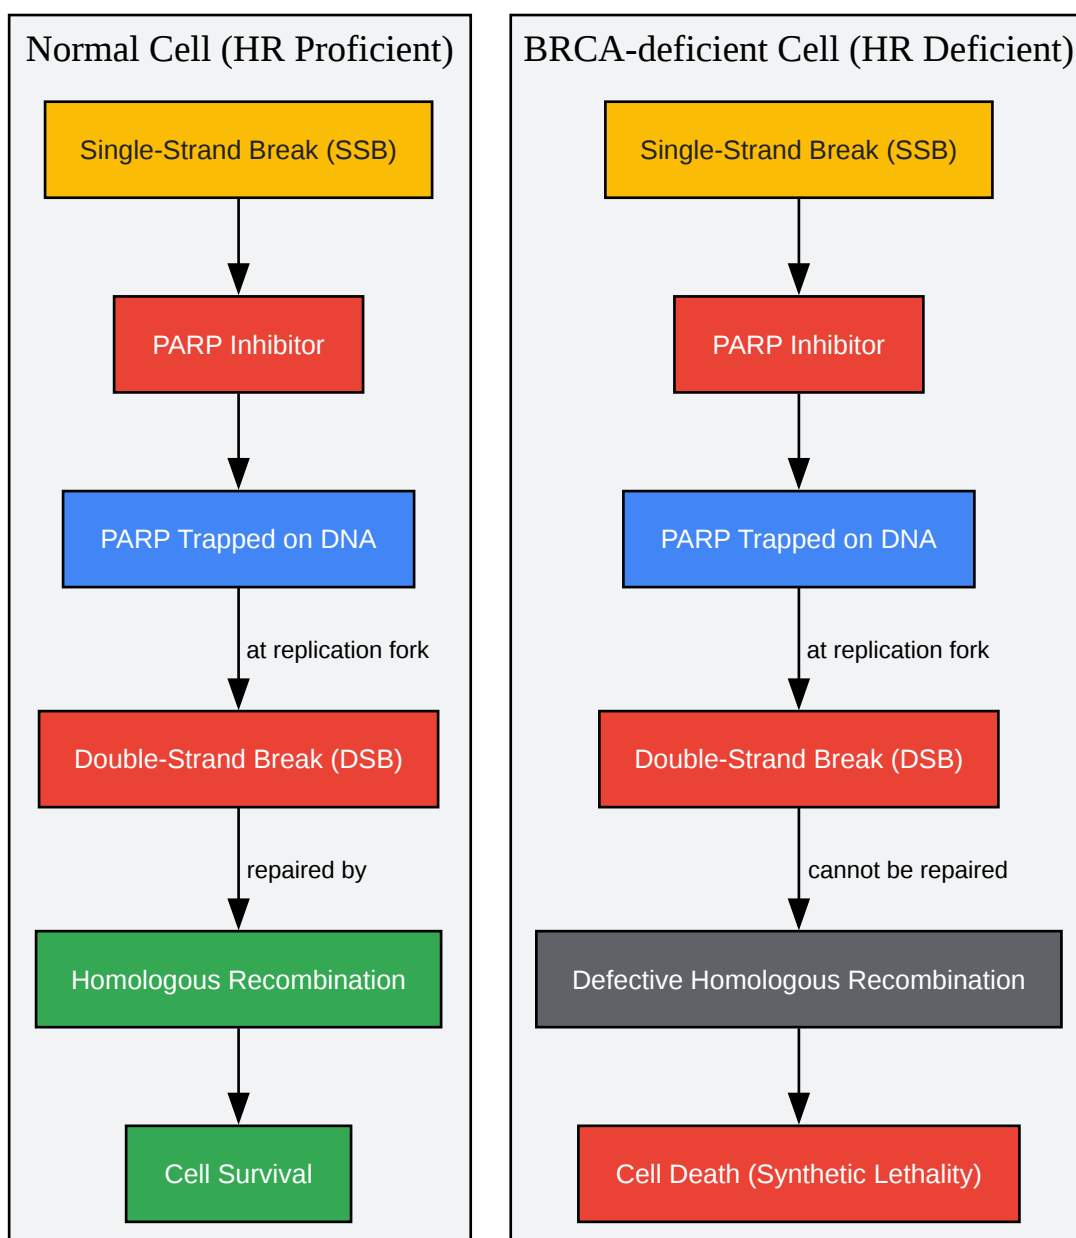 Normal Cell (HR Proficient)
Single-Strand Break (SSB)
PARP Inhibitor
PARP Trapped on DNA
at replication fork
Double-Strand Break (DSB)
repaired by
Homologous Recombination
Cell Survival
BRCA-deficient Cell (HR Deficient)
Single-Strand Break (SSB)
PARP Inhibitor
PARP Trapped on DNA
at replication fork
Double-Strand Break (DSB)
cannot be repaired
Defective Homologous Recombination
Cell Death (Synthetic Lethality)